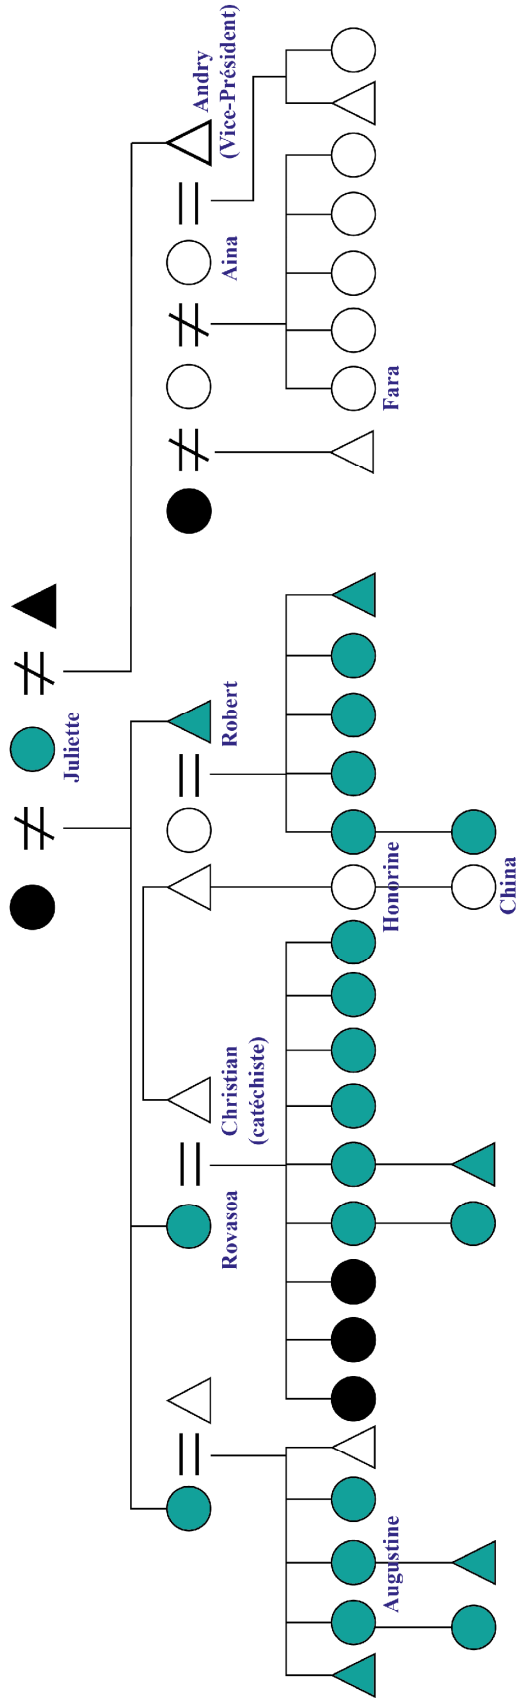 Juliette
Rovasoa
Christian
(catéchiste)
Robert
Aina
Andry
(Vice-Président)
Augustine
Honorine
Fara
China